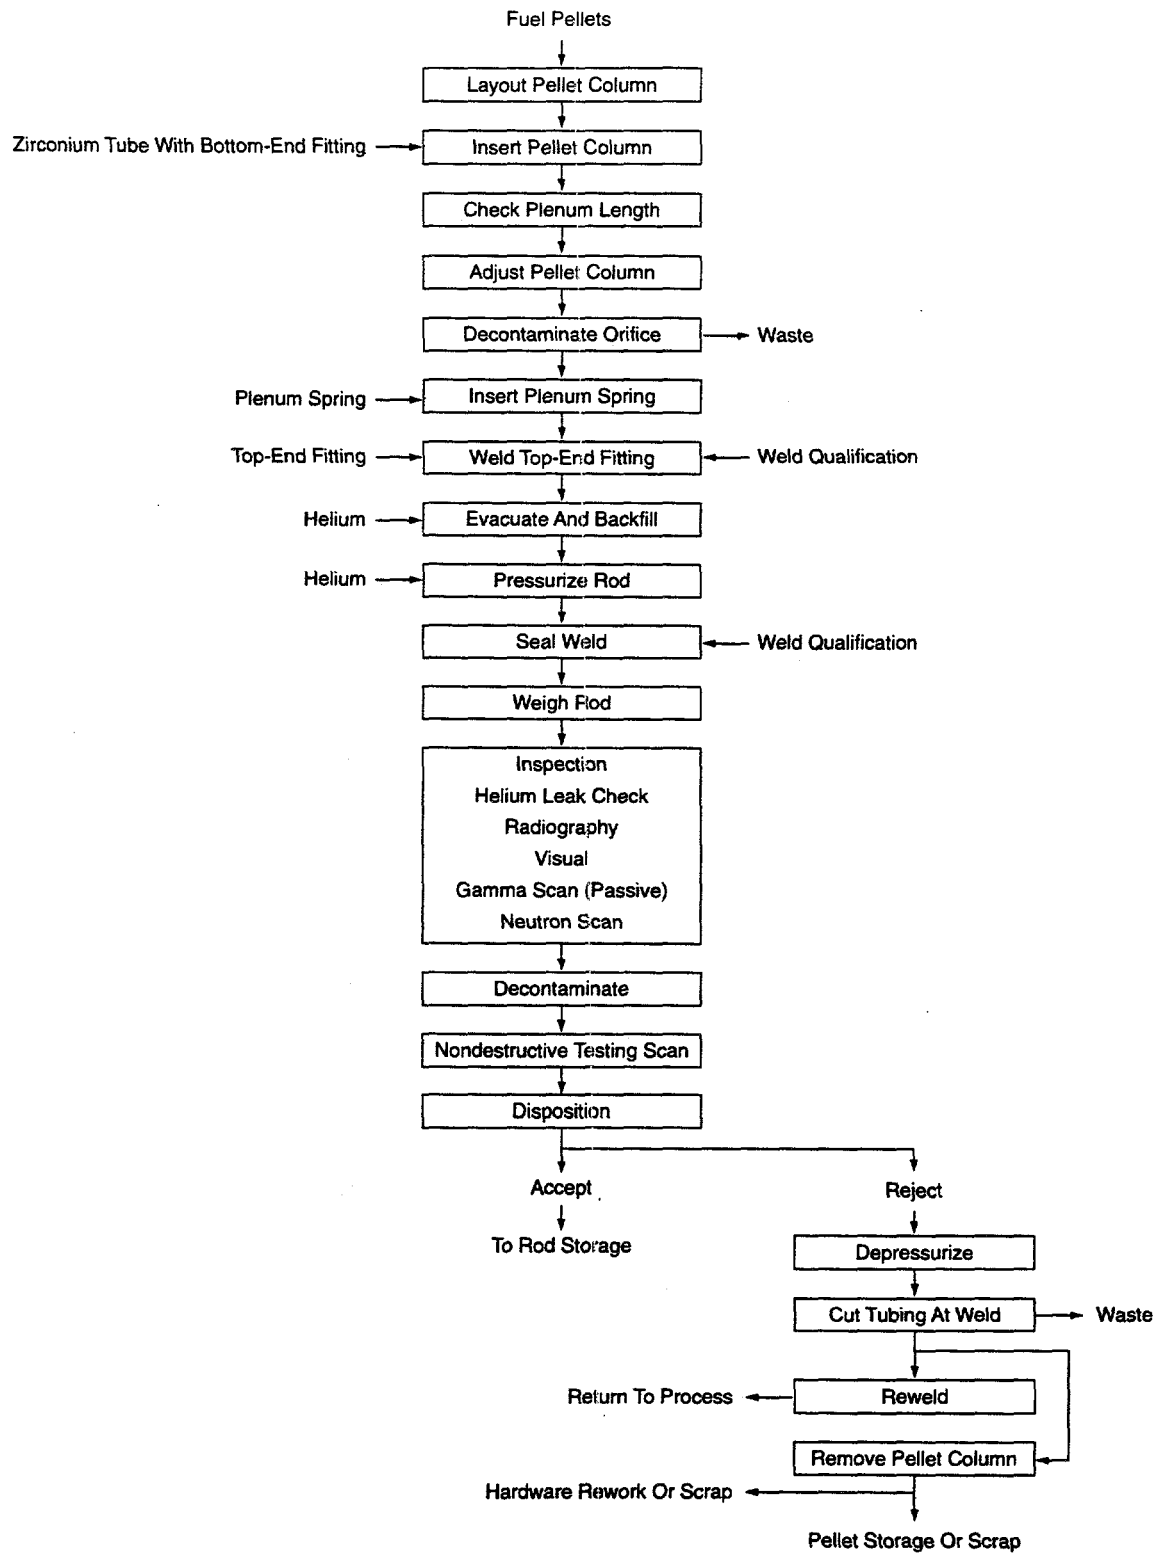 Fuel Pellets
Layout Pellet Column
Zirconium Tube With Bottom-End Fitting
Insert Pellet Column
Check Plenum Length
Adjust Pellet Column
Decontaminate Orifice
Waste
Plenum Spring
Insert Plenum Spring
Top-End Fitting
Weld Top-End Fitting
Weld Qualification
Helium
Evacuate And Backfill
Helium
Pressurize Rod
Seal Weld
Weld Qualification
Weigh Rod
Inspection
Helium Leak Check
Radiography
Visual
Gamma Scan (Passive)
Neutron Scan
Decontaminate
Nondestructive Testing Scan
Disposition
Accept
Reject
To Rod Storage
Depressurize
Cut Tubing At Weld
Waste
Return To Process
Reweld
Remove Pellet Column
Hardware Rework Or Scrap
Pellet Storage Or Scrap